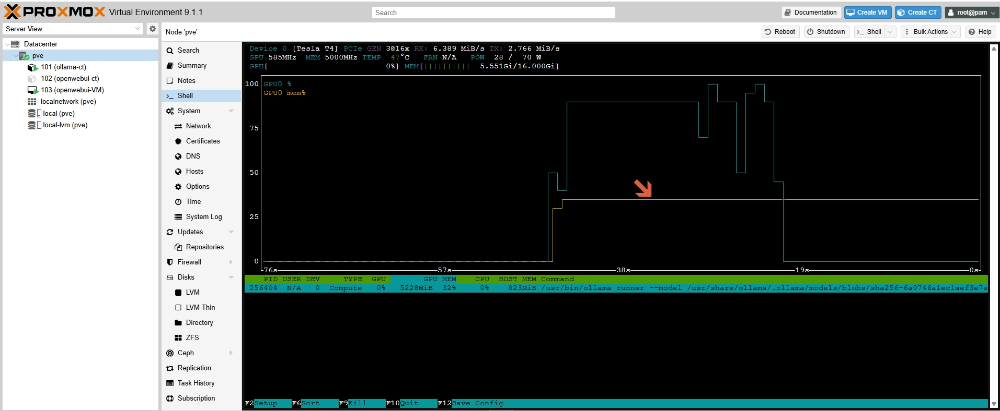 PROXMOX Virtual Environment 9.1.1
Search
Documentation
Create VM
Create CT
root@pam
Server View
Datacenter
pve
101 (ollama-ct)
102 (openwebui-ct)
103 (openwebui-VM)
localnetwork (pve)
local (pve)
local-lvm (pve)
Node 'pve'
Reboot
Shutdown
>_ Shell
Bulk Actions
Help
Search
Summary
Notes
>_ Shell
System
Network
Certificates
DNS
Hosts
Options
Time
System Log
Updates
Repositories
Firewall
Disks
LVM
LVM-Thin
Directory
ZFS
Ceph
Replication
Task History
Subscription
Device 0 [Tesla T4] PCIe GEN 3@16x RX: 6.389 MiB/s TX: 2.766 MiB/s
GPU 585MHz MEM 5000MHz TEMP 47°C FAN N/A POW 28 / 70 W
GPU[ 0%] MEM[|||||||||| 5.551Gi/16.000Gi]
100
GPU0 %
GPU0 mem%
75
50
25
0
76s 57s 38s 19s 0s
PID USER DEV TYPE GPU GPU MEM CPU HOST MEM Command
256404 N/A 0 Compute 0% 5228MiB 32% 0% 823MiB /usr/bin/ollama runner --model /usr/share/ollama/.ollama/models/blobs/sha256-6a0746a1ec1aef3e7e
F2Setup F6Sort F9Kill F10Quit F12Save Config